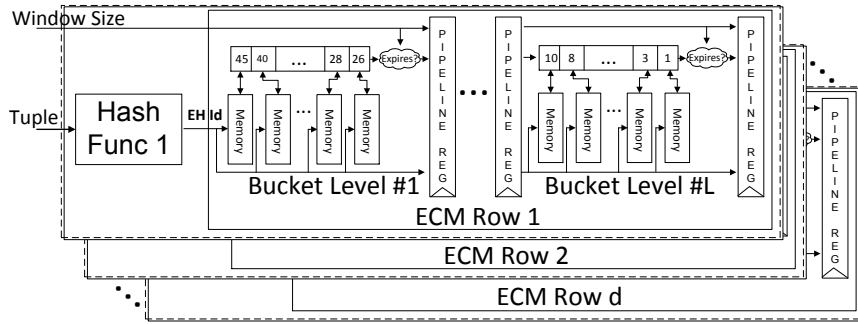 Window Size
45 40 ... 28 26
Expires?
10 8 ... 3 1
Expires?
Tuple
Hash Func 1
EH Id
Memory Memory ... Memory Memory
PIPELINE REG
...
PIPELINE REG
Memory Memory ... Memory Memory
PIPELINE REG
PIPELINE REG
Bucket Level #1
Bucket Level #L
ECM Row 1
ECM Row 2
ECM Row d